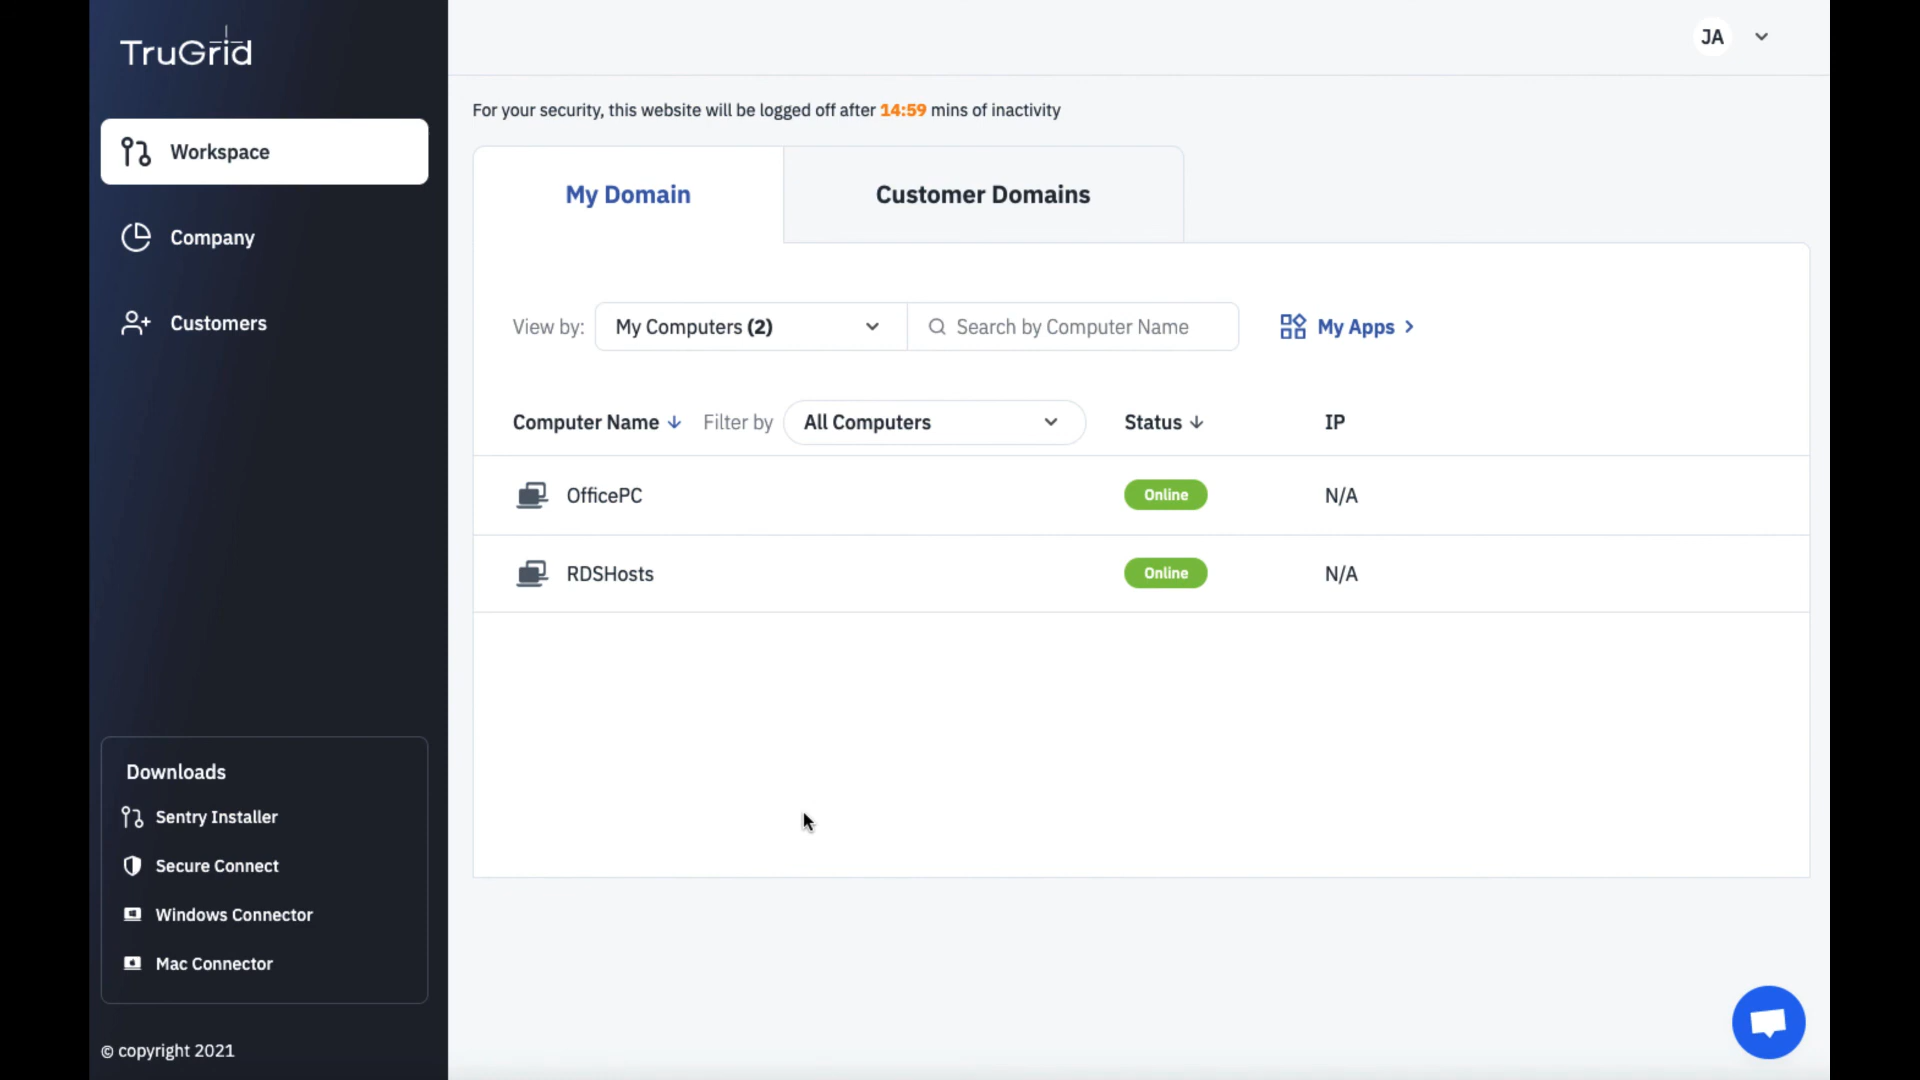 TruGrid
JA
For your security, this website will be logged off after 14:59 mins of inactivity
Workspace
My Domain
Customer Domains
Company
Customers
View by: My Computers (2)
Search by Computer Name
My Apps
Computer Name
Filter by
All Computers
Status
IP
OfficePC
Online
N/A
RDSHosts
Online
N/A
Downloads
Sentry Installer
Secure Connect
Windows Connector
Mac Connector
© copyright 2021